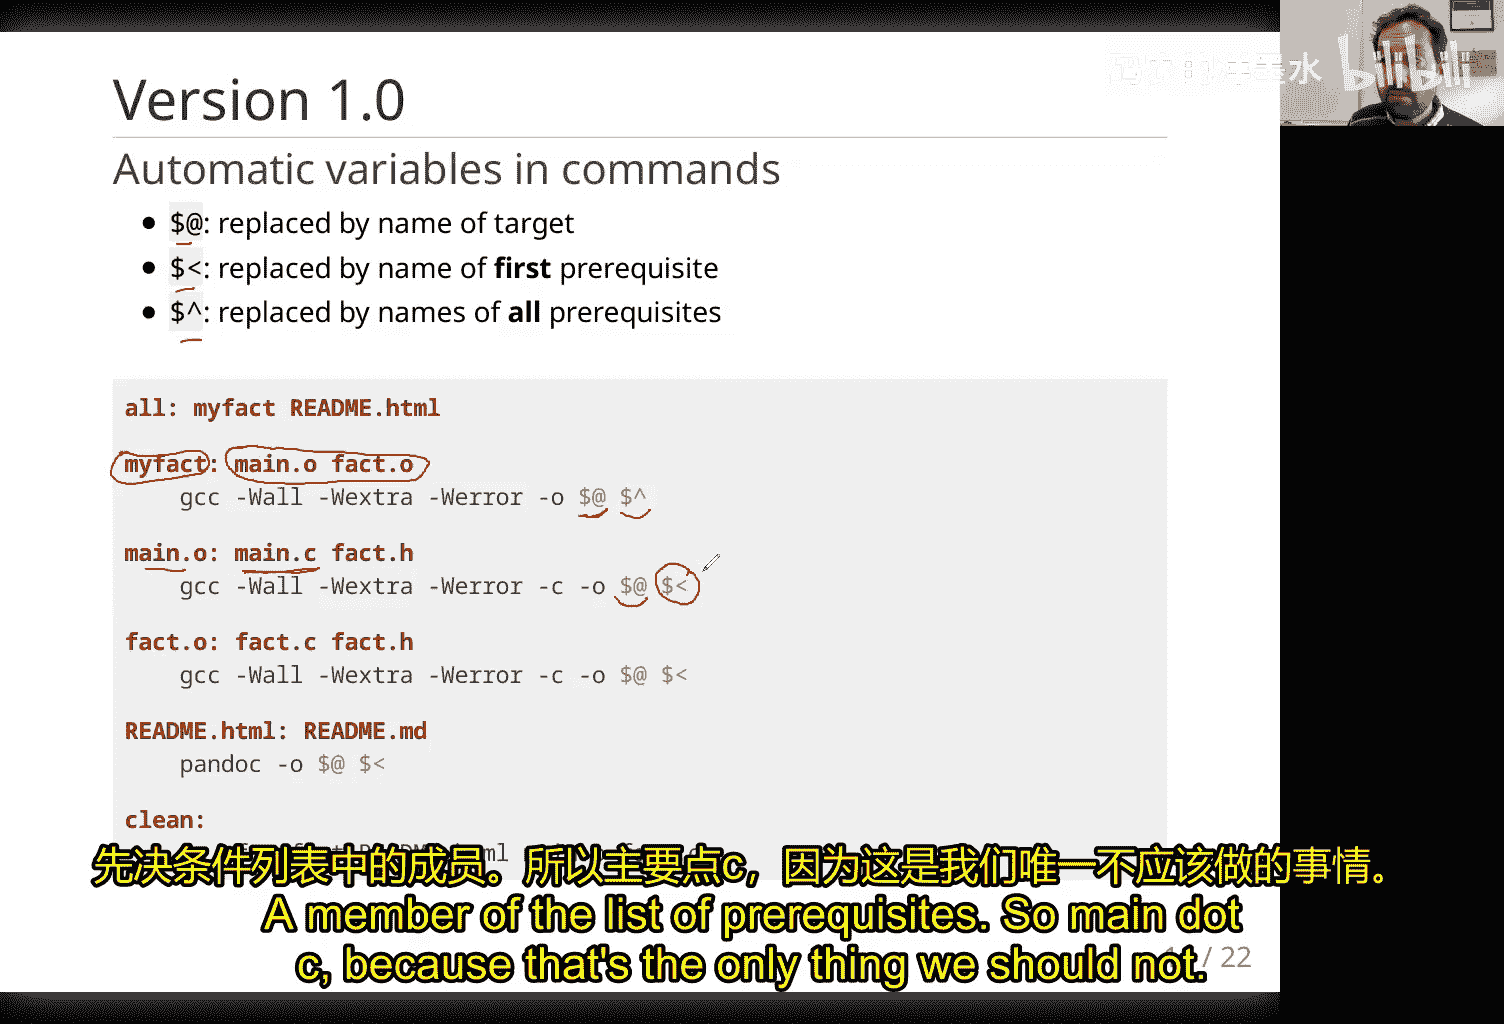 水 bilibili
Version 1.0
Automatic variables in commands
• $@: replaced by name of target
• $<: replaced by name of first prerequisite
• $^: replaced by names of all prerequisites
all: myfact README.html
myfact: main.o fact.o
gcc -Wall -Wextra -Werror -o $@ $^
main.o: main.c fact.h
gcc -Wall -Wextra -Werror -c -o $@ $<
fact.o: fact.c fact.h
gcc -Wall -Wextra -Werror -c -o $@ $<
README.html: README.md
pandoc -o $@ $<
clean:
先决条件列表中的成员。所以主要点c，因为这是我们唯一不应该做的事情。
A member of the list of prerequisites. So main dot
c, because that's the only thing we should not.
/ 22